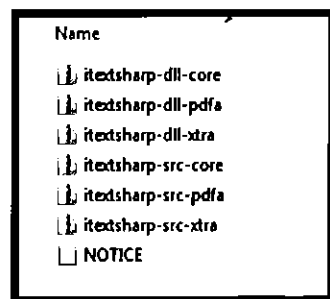 Name
itextsharp-dll-core
itextsharp-dll-pdfa
itextsharp-dll-xtra
itextsharp-src-core
itextsharp-src-pdfa
itextsharp-src-xtra
NOTICE